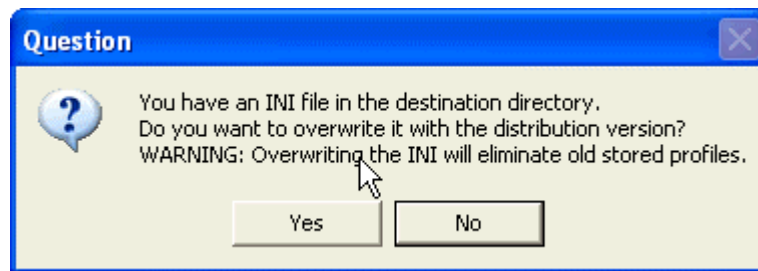 Question
You have an INI file in the destination directory.
Do you want to overwrite it with the distribution version?
WARNING: Overwriting the INI will eliminate old stored profiles.
Yes
No